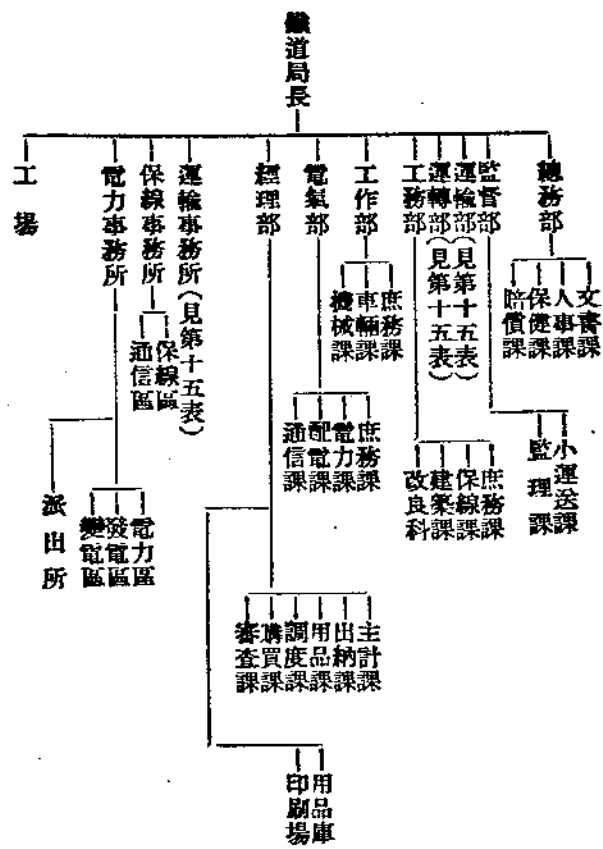 鐵道局長
總務部
文書課
人事課
保健課
賠償課
監督部
小運送課
監理課
運輸部(見第十五表)
運轉部(見第十五表)
工務部
庶務課
保線課
建築課
改良科
工作部
庶務課
車輛課
機械課
電氣部
庶務課
電力課
配電課
通信課
經理部
主計課
出納課
用品課
調度課
購買課
審査課
用品庫
印刷場
運輸事務所(見第十五表)
保線事務所
保線區
通信區
電力事務所
電力區
發電區
變電區
派出所
工場